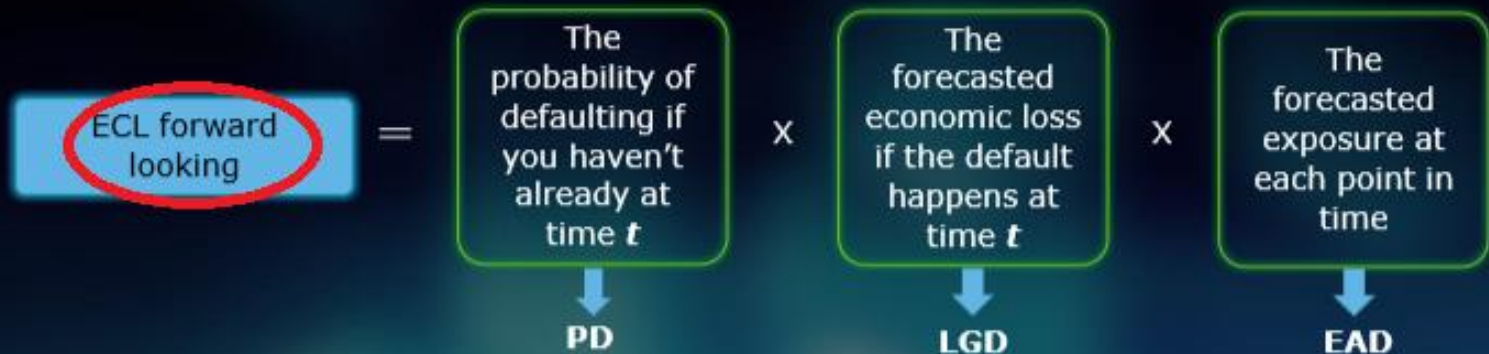 ECL forward
looking
=
The
probability of
defaulting if
you haven't
already at
time t
x
The
forecasted
economic loss
if the default
happens at
time t
x
The
forecasted
exposure at
each point in
time
PD
LGD
EAD